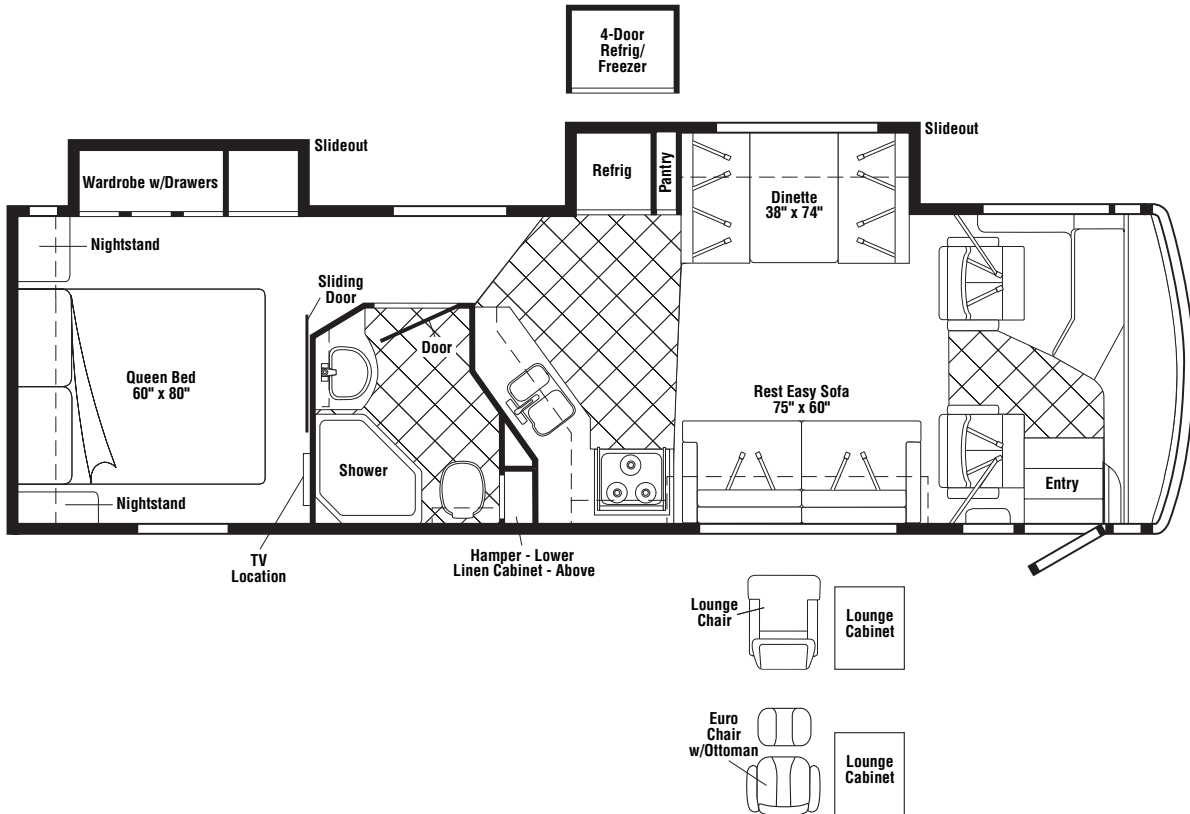 4-Door
Refrig/
Freezer
Slideout
Slideout
Wardrobe w/Drawers
Refrig
Pantry
Dinette
38" x 74"
Nightstand
Sliding
Door
Door
Queen Bed
60" x 80"
Rest Easy Sofa
75" x 60"
Shower
Entry
Nightstand
TV
Location
Hamper - Lower
Linen Cabinet - Above
Lounge
Chair
Lounge
Cabinet
Euro
Chair
w/Ottoman
Lounge
Cabinet